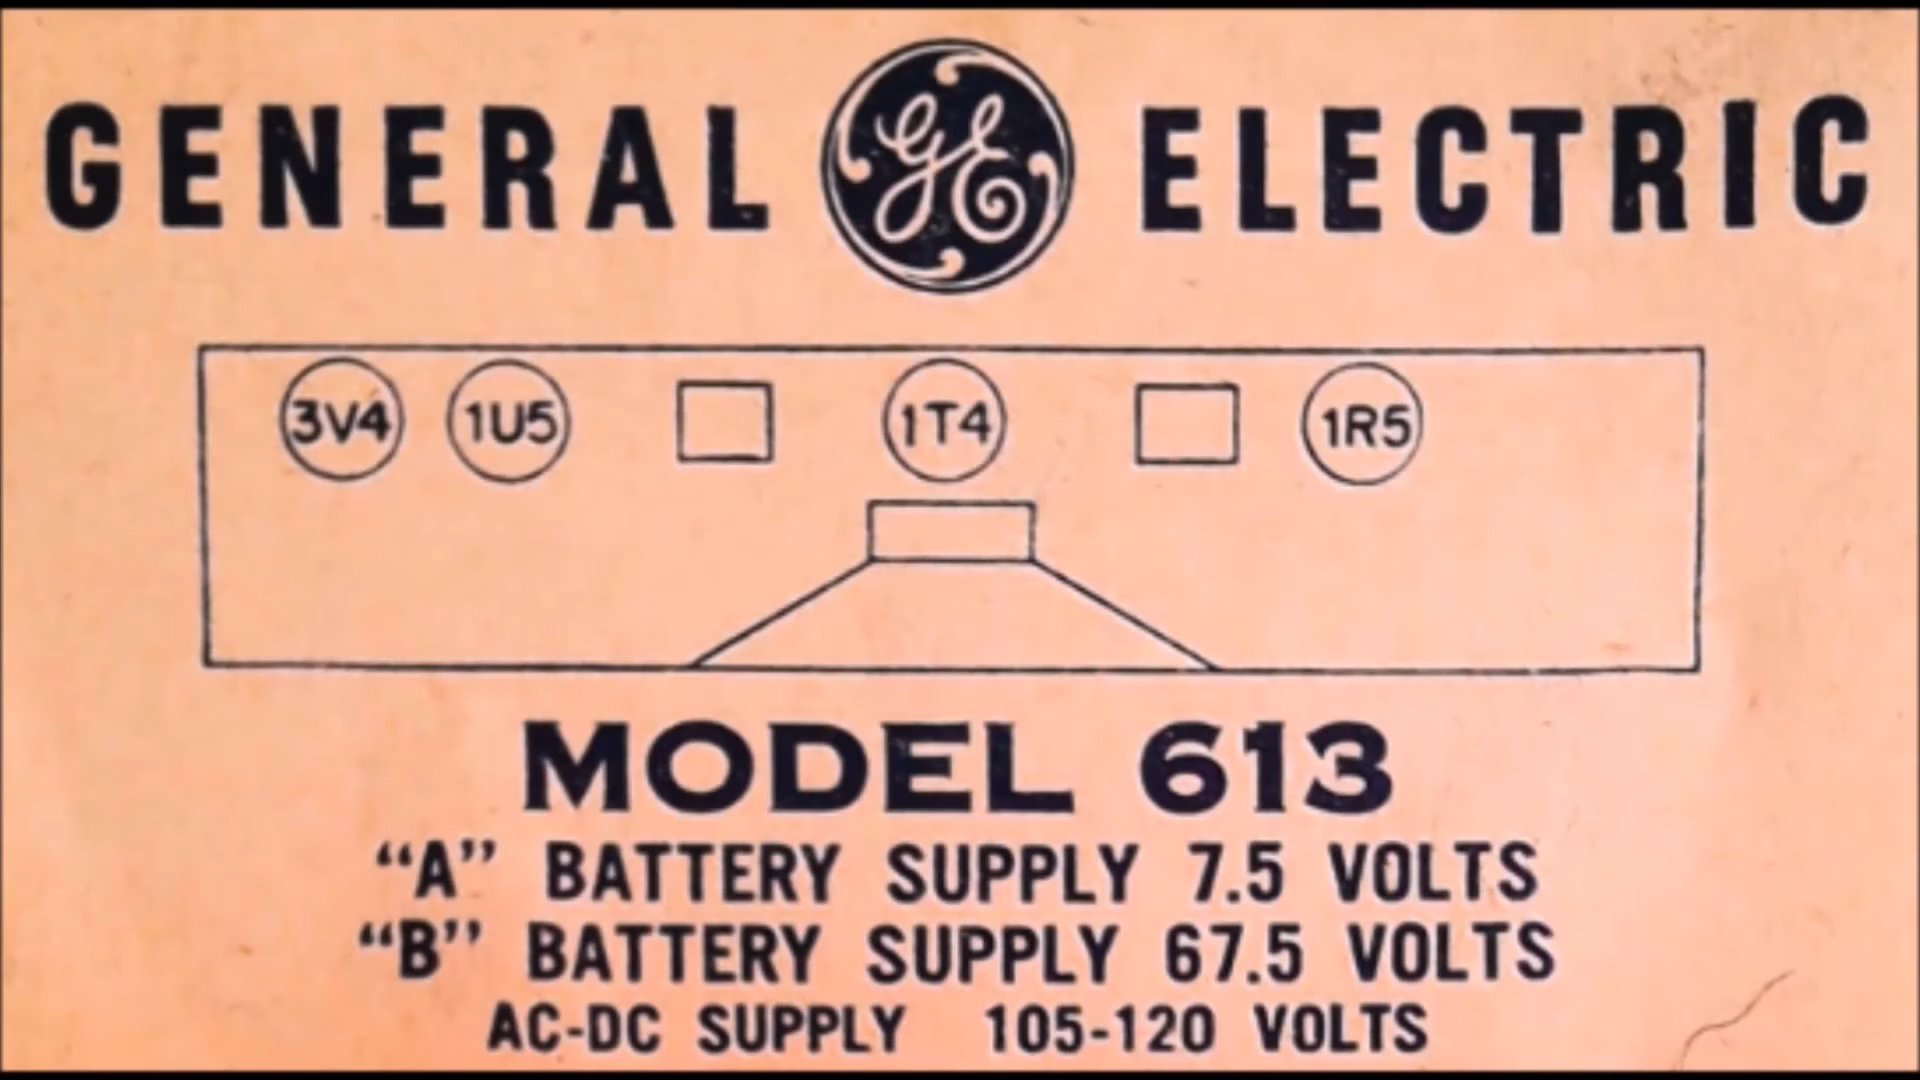 GENERAL GE ELECTRIC
3V4 1U5 1T4 1R5
MODEL 613
“A” BATTERY SUPPLY 7.5 VOLTS
“B” BATTERY SUPPLY 67.5 VOLTS
AC-DC SUPPLY 105-120 VOLTS